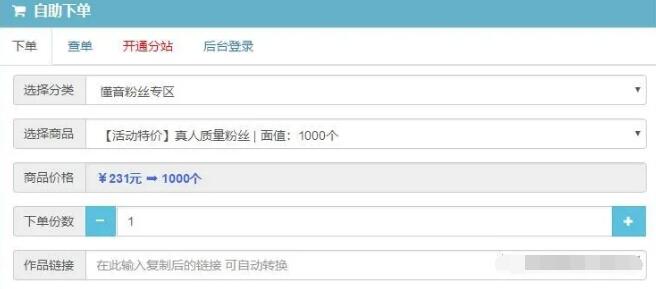 自助下单
下单 查单 开通分站 后台登录
选择分类 懂音粉丝专区
选择商品 【活动特价】真人质量粉丝 | 面值：1000个
商品价格 ￥231元 ➡ 1000个
下单份数 − 1 +
作品链接 在此输入复制后的链接 可自动转换